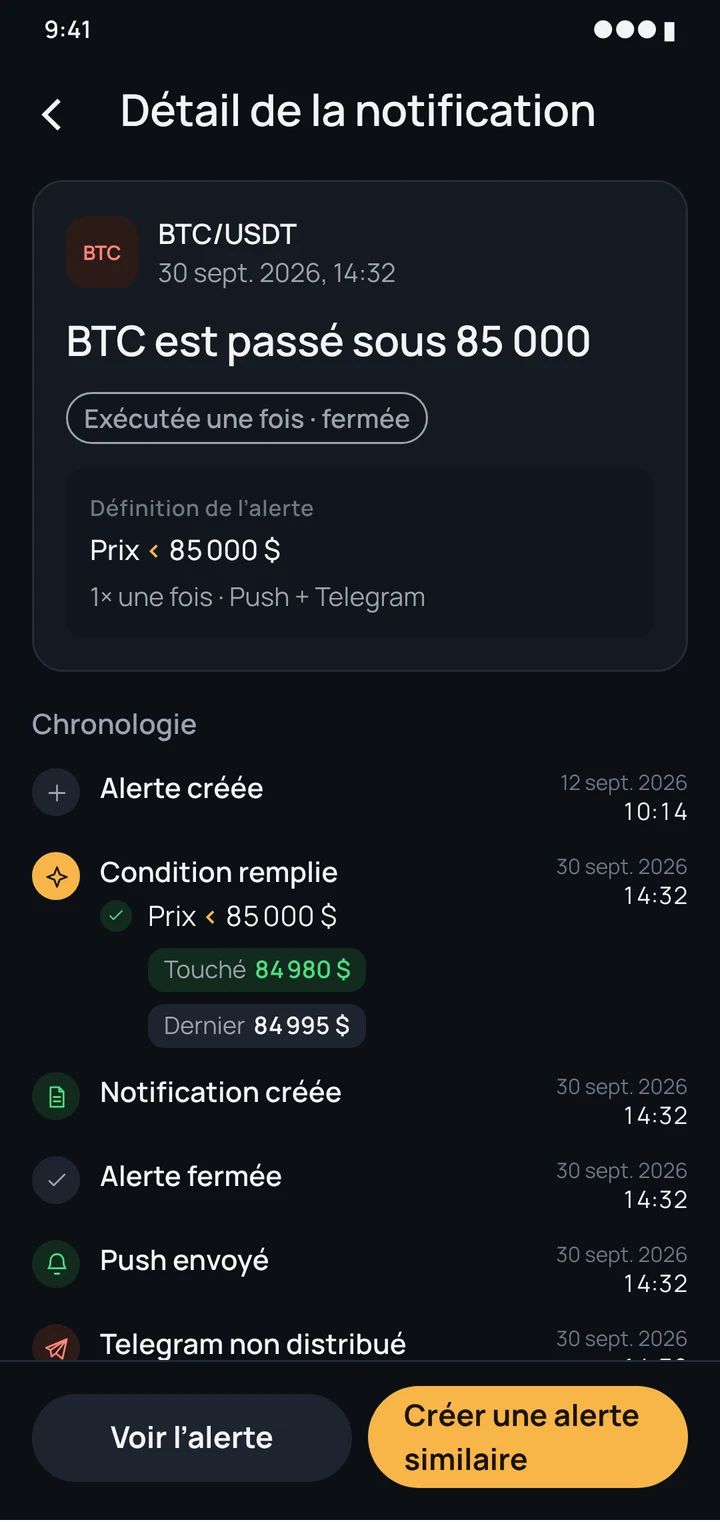 9:41
Détail de la notification
BTC
BTC/USDT
30 sept. 2026, 14:32
BTC est passé sous 85 000
Exécutée une fois · fermée
Définition de l’alerte
Prix < 85 000 $
1× une fois · Push + Telegram
Chronologie
Alerte créée
12 sept. 2026
10:14
Condition remplie
30 sept. 2026
14:32
Prix < 85 000 $
Touché 84 980 $
Dernier 84 995 $
Notification créée
30 sept. 2026
14:32
Alerte fermée
30 sept. 2026
14:32
Push envoyé
30 sept. 2026
14:32
Telegram non distribué
30 sept. 2026
Voir l’alerte
Créer une alerte
similaire